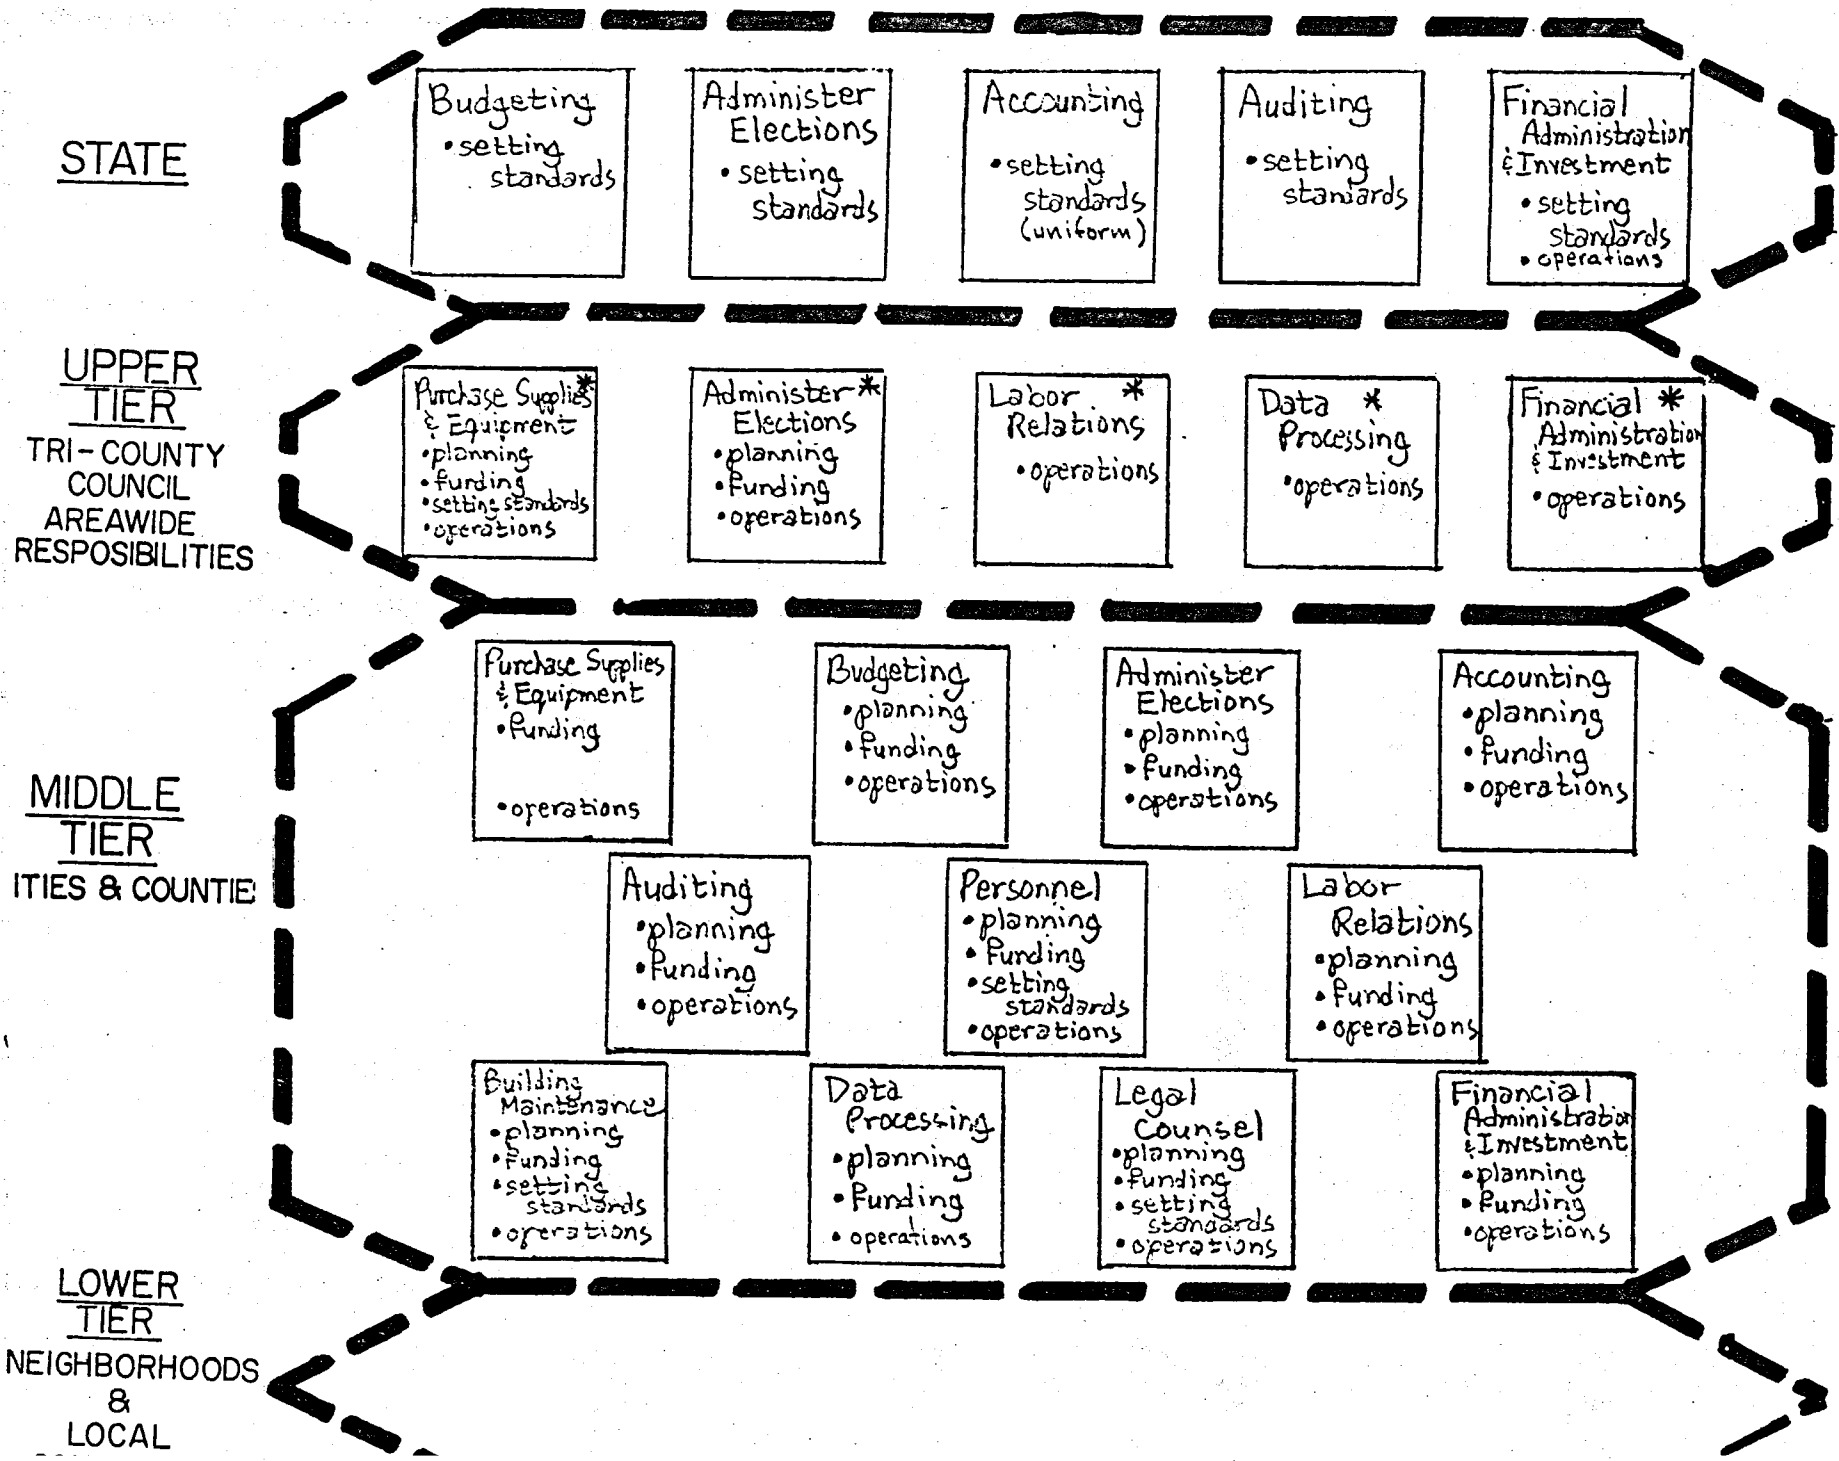 STATE
Budgeting
• setting
standards
Administer
Elections
• setting
standards
Accounting
• setting
standards
(uniform)
Auditing
• setting
standards
Financial
Administration
& Investment
• setting
standards
• operations
UPPER
TIER
TRI-COUNTY
COUNCIL
AREAWIDE
RESPOSIBILITIES
Purchase Supplies *
& Equipment
• planning
• funding
• setting standards
• operations
Administer *
Elections
• planning
• funding
• operations
Labor *
Relations
• operations
Data *
Processing
• operations
Financial *
Administration
& Investment
• operations
MIDDLE
TIER
ITIES & COUNTIE
Purchase Supplies
& Equipment
• funding
• operations
Budgeting
• planning
• funding
• operations
Administer
Elections
• planning
• funding
• operations
Accounting
• planning
• funding
• operations
Auditing
• planning
• funding
• operations
Personnel
• planning
• funding
• setting
standards
• operations
Labor
Relations
• planning
• funding
• operations
Building
Maintenance
• planning
• funding
• setting
standards
• operations
Data
Processing
• planning
• funding
• operations
Legal
Counsel
• planning
• funding
• setting
standards
• operations
Financial
Administration
& Investment
• planning
• funding
• operations
LOWER
TIER
NEIGHBORHOODS
&
LOCAL